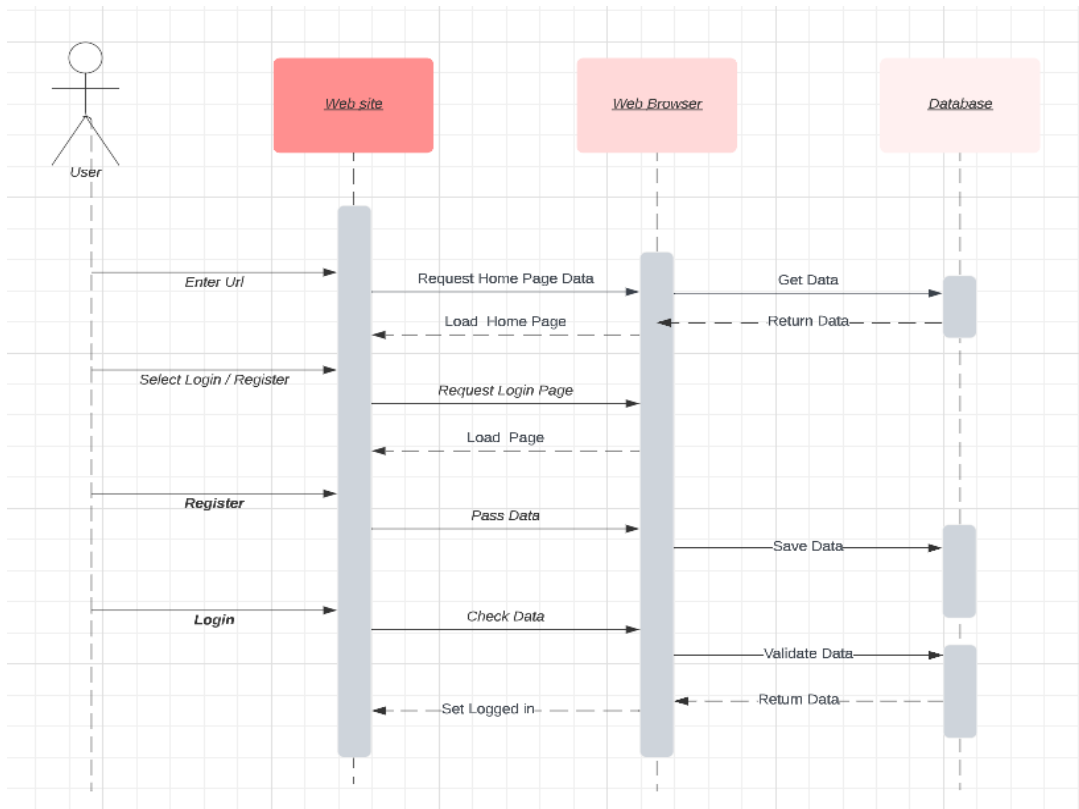 Web site
Web Browser
Database
User
Enter Url
Request Home Page Data
Get Data
Load Home Page
Return Data
Select Login / Register
Request Login Page
Load Page
Register
Pass Data
Save Data
Login
Check Data
Validate Data
Return Data
Set Logged in